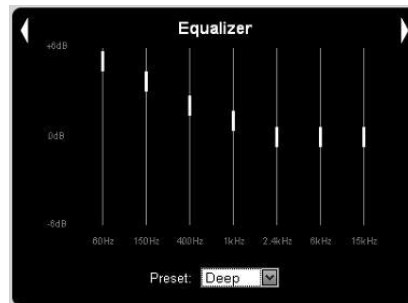 Equalizer
+6dB
0dB
-6dB
60Hz 150Hz 400Hz 1kHz 2.4kHz 6kHz 15kHz
Preset: Deep